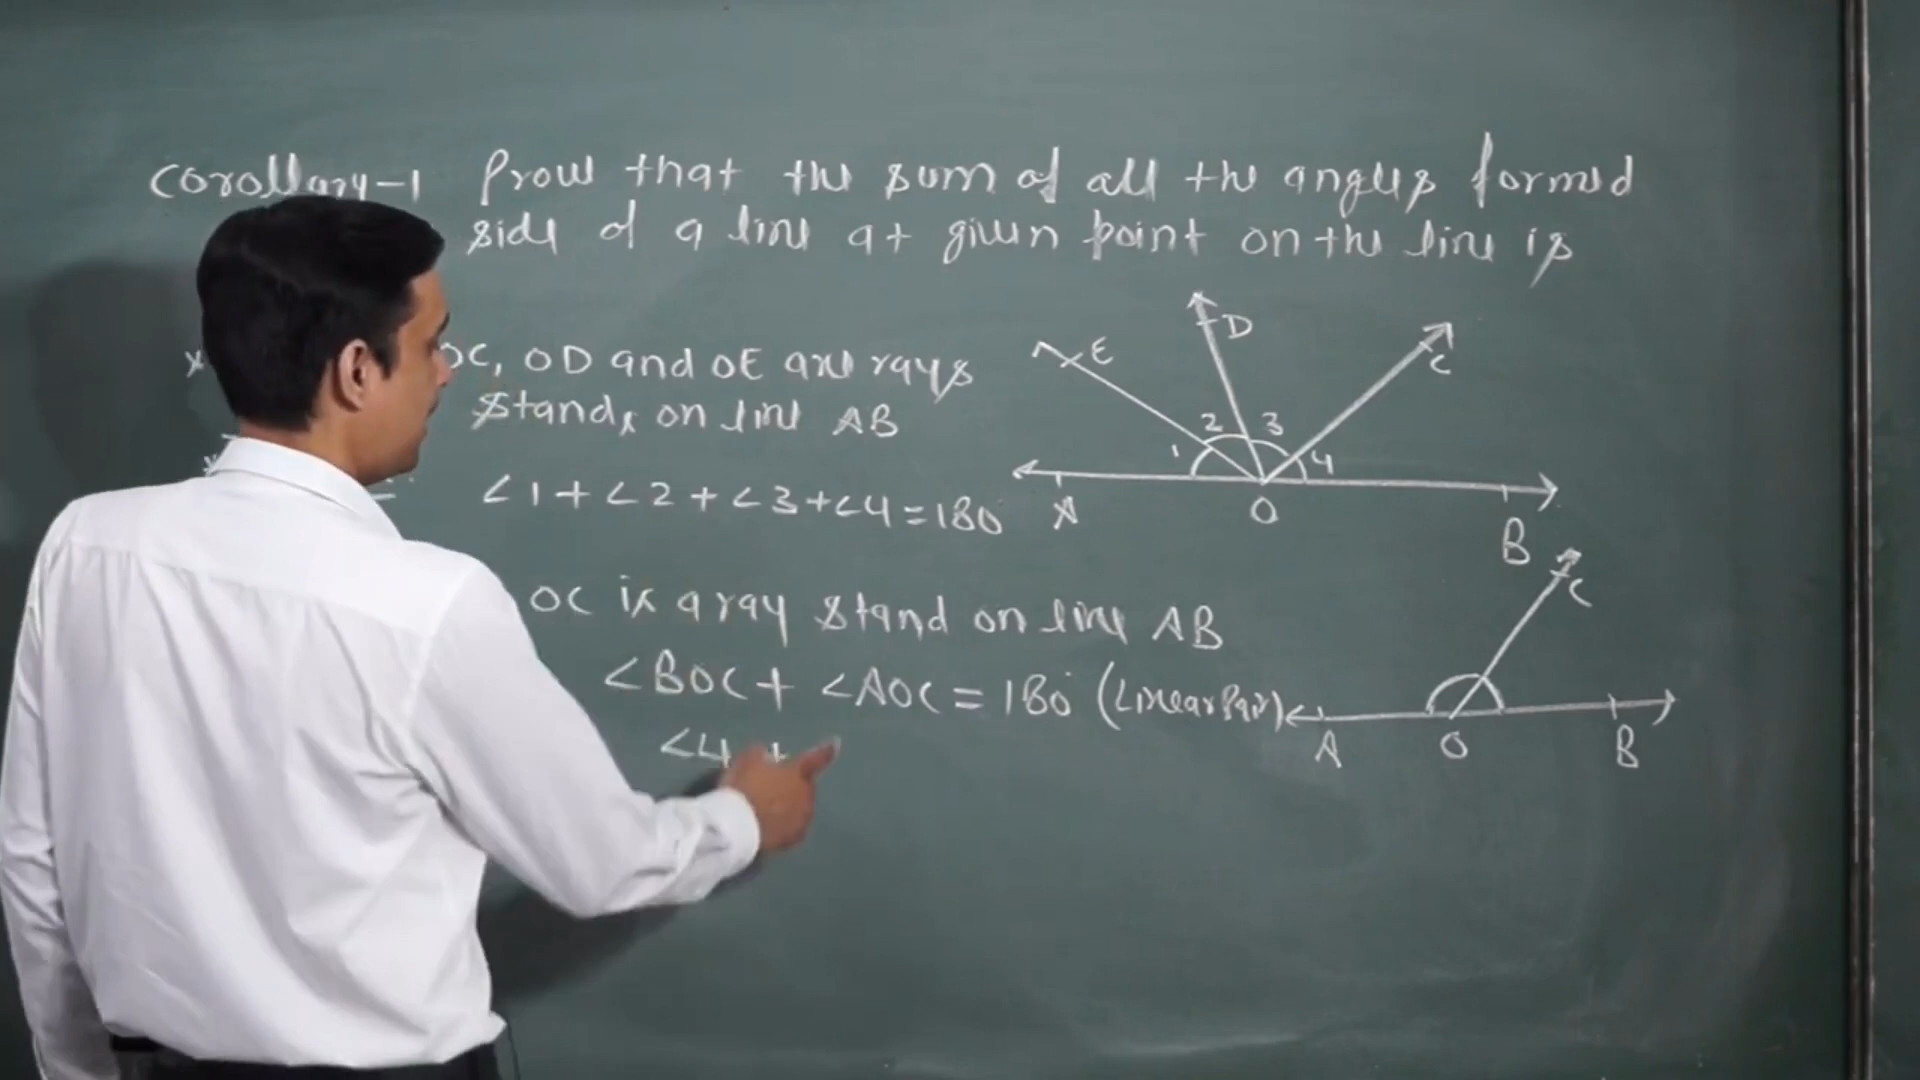 Corollary-1 Prove that the sum of all the angles formed
side of a line at given point on the line is
OC, OD and OE are rays
stand, on line AB
∠1+∠2+∠3+∠4=180
E
D
C
1 2 3 4
A O B
OC is a ray stand on line AB
∠BOC+ ∠AOC=180° (Linear Pair)
∠4+
C
A O B